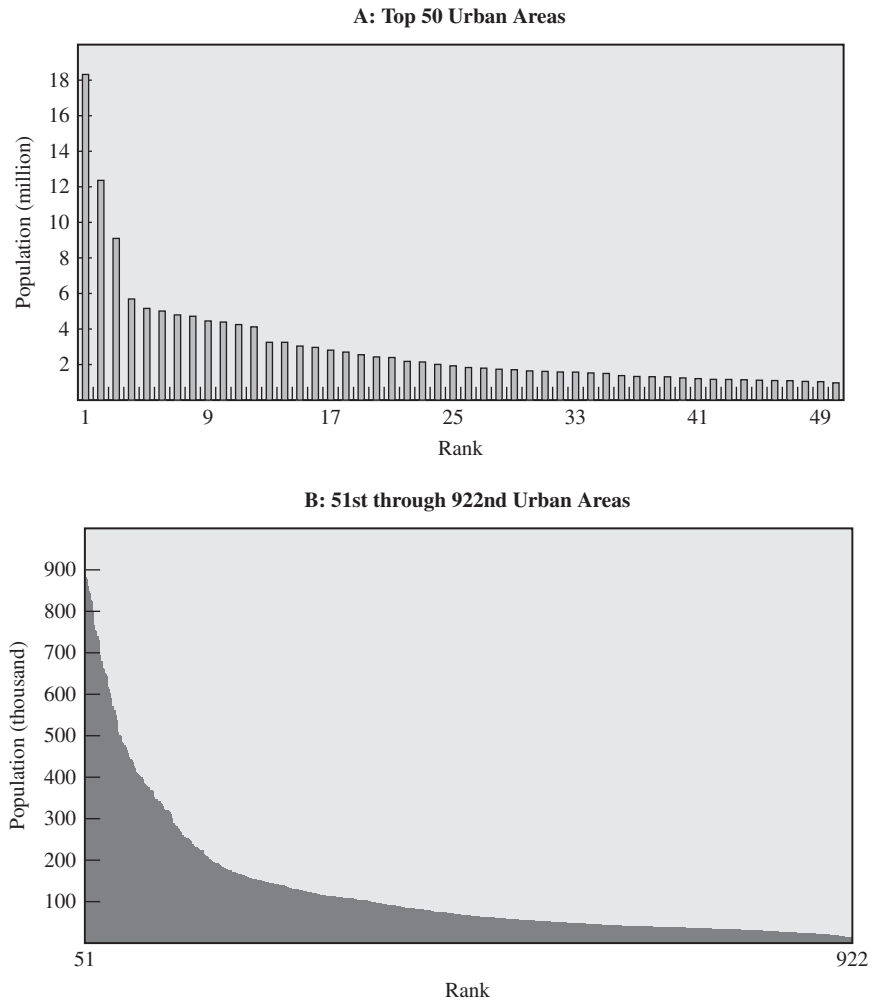 A: Top 50 Urban Areas
Population (million)
18
16
14
12
10
8
6
4
2
1 9 17 25 33 41 49
Rank
B: 51st through 922nd Urban Areas
Population (thousand)
900
800
700
600
500
400
300
200
100
51 922
Rank